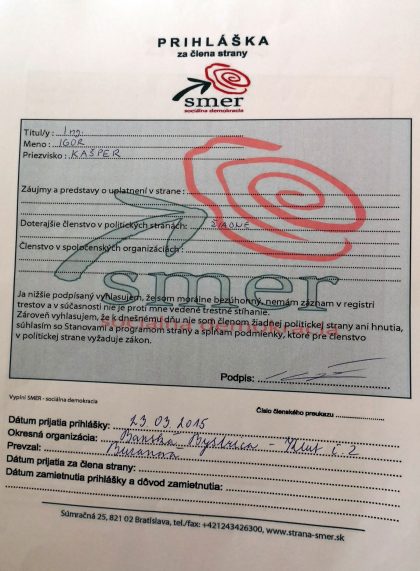 PRIHLÁŠKA
za člena strany
smer
sociálna demokracia
Titul/y : Ing.
Meno : IGOR
Priezvisko : KAŠPER
Záujmy a predstavy o uplatnení v strane :
Doterajšie členstvo v politických stranách: ŽIADNE
Členstvo v spoločenských organizáciách :
smer
sociálna demokracia
Ja nižšie podpísaný vyhlasujem, že som morálne bezúhonný, nemám záznam v registri
trestov a v súčasnosti nie je proti mne vedené trestné stíhanie.
Zároveň vyhlasujem, že k dnešnému dňu nie som členom žiadnej politickej strany ani hnutia,
súhlasím so Stanovami a programom strany a spĺňam podmienky, ktoré pre členstvo
v politickej strane vyžaduje zákon.
Podpis:
Vyplní SMER - sociálna demokracia
Číslo členského preukazu
Dátum prijatia prihlášky: 23 09 2015
Okresná organizácia: Banská Bystrica - Klub č. 2
Prevzal:
Dátum prijatia za člena strany:
Dátum zamietnutia prihlášky a dôvod zamietnutia:
Súmračná 25, 821 02 Bratislava, tel./fax: +421243426300, www.strana-smer.sk